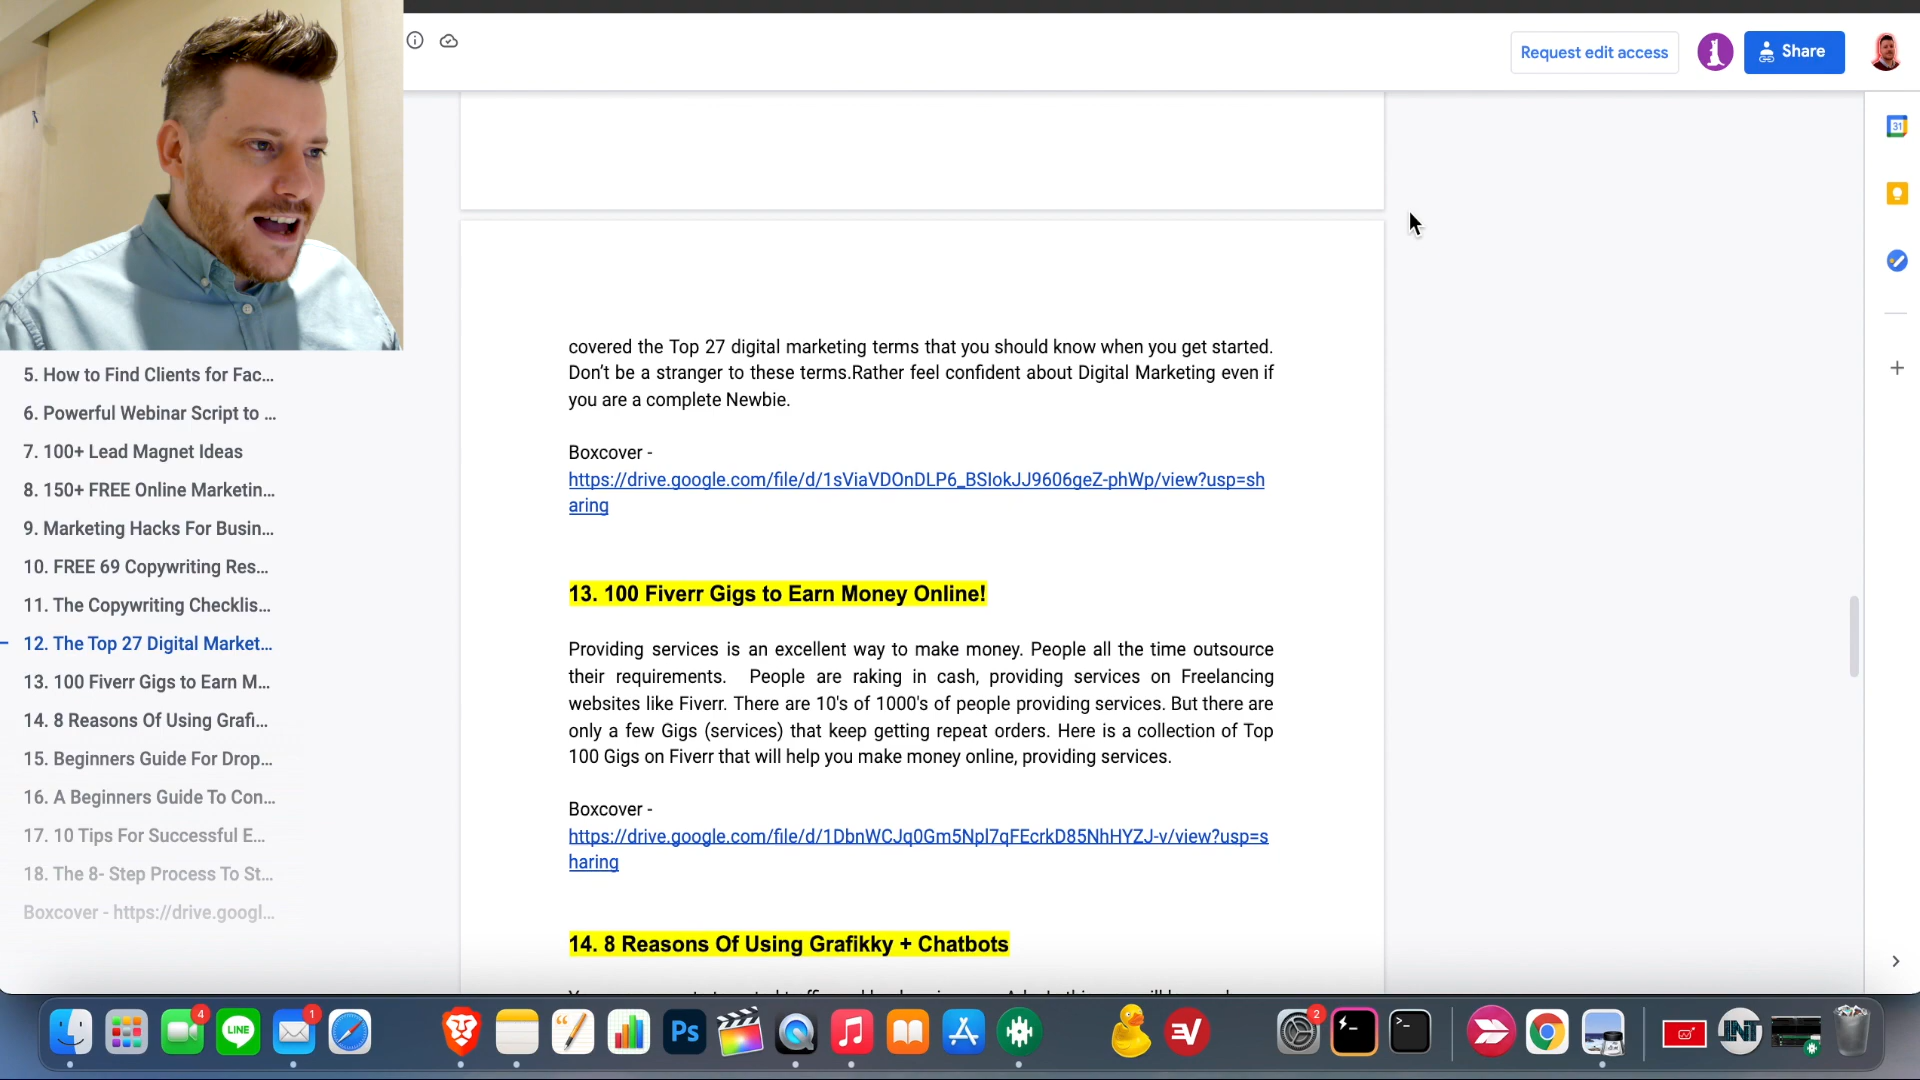 Request edit access
Share
31
5. How to Find Clients for Fac...
6. Powerful Webinar Script to ...
7. 100+ Lead Magnet Ideas
8. 150+ FREE Online Marketin...
9. Marketing Hacks For Busin...
10. FREE 69 Copywriting Res...
11. The Copywriting Checklis...
12. The Top 27 Digital Market...
13. 100 Fiverr Gigs to Earn M...
14. 8 Reasons Of Using Grafi...
15. Beginners Guide For Drop...
16. A Beginners Guide To Con...
17. 10 Tips For Successful E...
18. The 8- Step Process To St...
Boxcover - https://drive.googl...
covered the Top 27 digital marketing terms that you should know when you get started.
Don't be a stranger to these terms.Rather feel confident about Digital Marketing even if
you are a complete Newbie.
Boxcover -
https://drive.google.com/file/d/1sViaVDOnDLP6_BSIokJJ9606geZ-phWp/view?usp=sh
aring
13. 100 Fiverr Gigs to Earn Money Online!
Providing services is an excellent way to make money. People all the time outsource
their requirements. People are raking in cash, providing services on Freelancing
websites like Fiverr. There are 10's of 1000's of people providing services. But there are
only a few Gigs (services) that keep getting repeat orders. Here is a collection of Top
100 Gigs on Fiverr that will help you make money online, providing services.
Boxcover -
https://drive.google.com/file/d/1DbnWCJq0Gm5Npl7qFEcrkD85NhHYZJ-v/view?usp=s
haring
14. 8 Reasons Of Using Grafikky + Chatbots
4
LINE
1
Ps
2